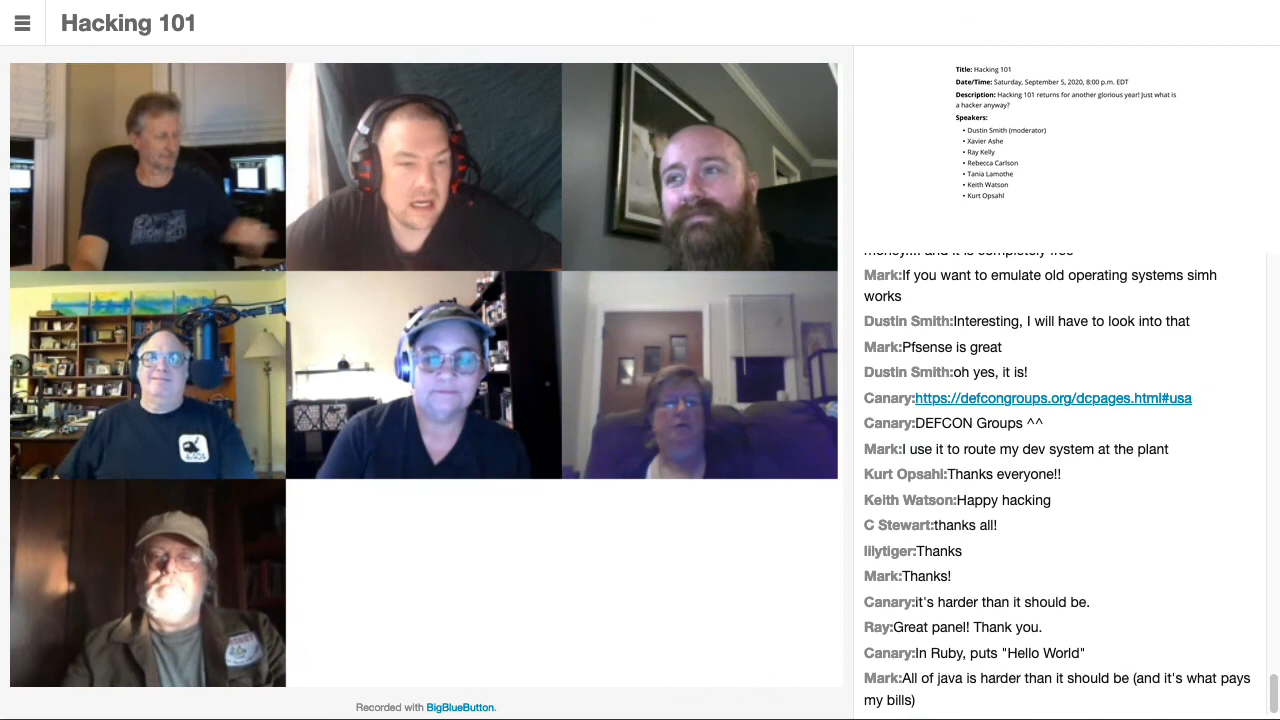 Hacking 101
Title: Hacking 101
Date/Time: Saturday, September 5, 2020, 8:00 p.m. EDT
Description: Hacking 101 returns for another glorious year! Just what is
a hacker anyway?
Speakers:
• Dustin Smith (moderator)
• Xavier Ashe
• Ray Kelly
• Rebecca Carlson
• Tania Lamothe
• Keith Watson
• Kurt Opsahl
Mark:If you want to emulate old operating systems simh
works
Dustin Smith:Interesting, I will have to look into that
Mark:Pfsense is great
Dustin Smith:oh yes, it is!
Canary:https://defcongroups.org/dcpages.html#usa
Canary:DEFCON Groups ^^
Mark:I use it to route my dev system at the plant
Kurt Opsahl:Thanks everyone!!
Keith Watson:Happy hacking
C Stewart:thanks all!
lilytiger:Thanks
Mark:Thanks!
Canary:it's harder than it should be.
Ray:Great panel! Thank you.
Canary:In Ruby, puts "Hello World"
Mark:All of java is harder than it should be (and it's what pays
my bills)
Recorded with BigBlueButton.